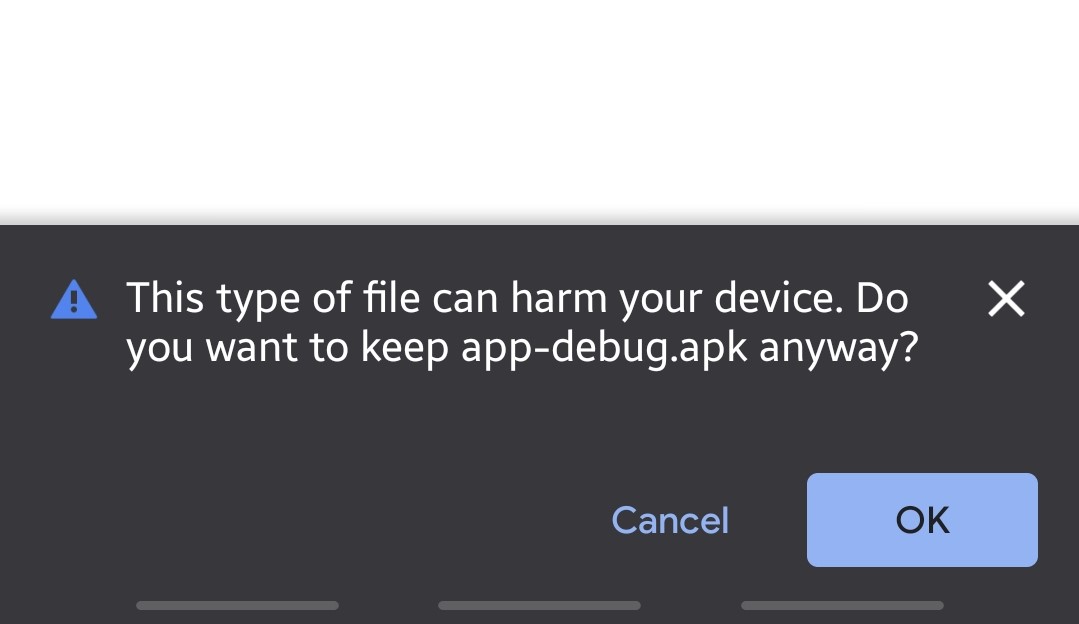 This type of file can harm your device. Do
you want to keep app-debug.apk anyway?
Cancel
OK